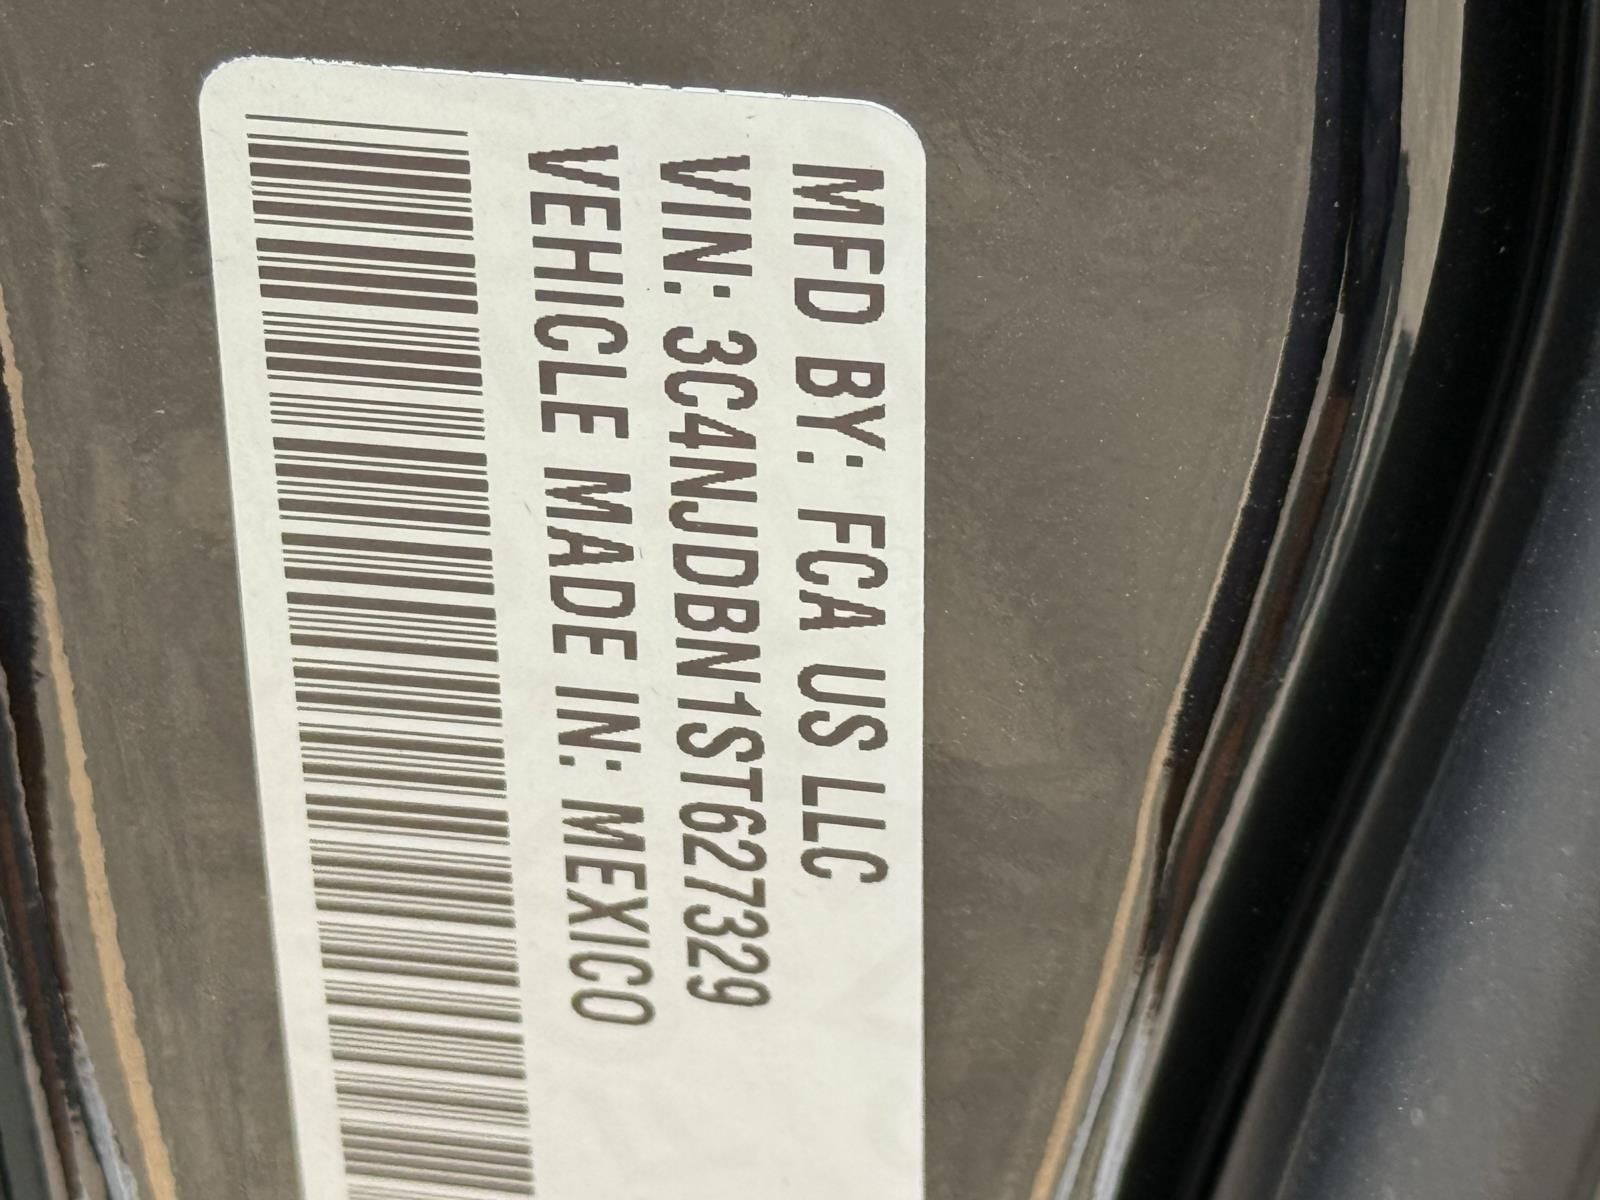 MFD BY: FCA US LLC
VIN: 3C4NJDBN1ST627329
VEHICLE MADE IN: MEXICO